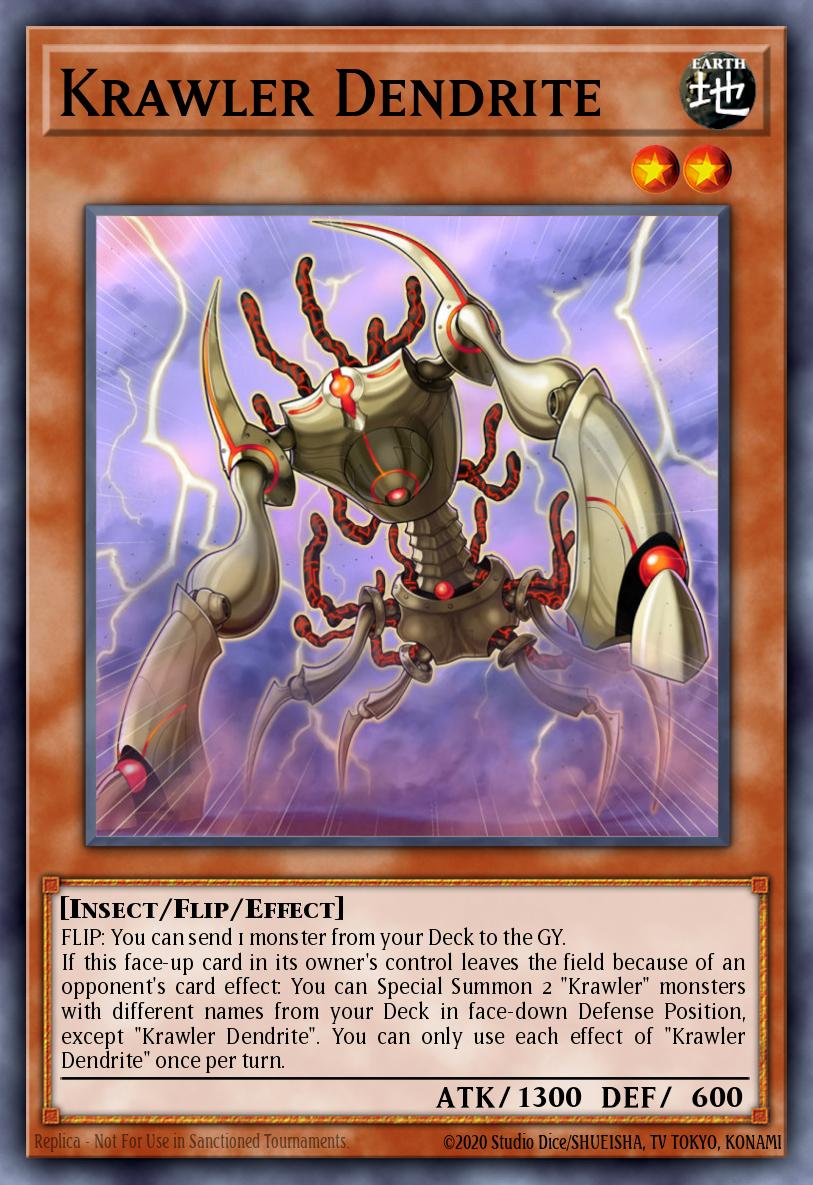 Krawler Dendrite
EARTH
地
[Insect/Flip/Effect]
FLIP: You can send 1 monster from your Deck to the GY.
If this face-up card in its owner's control leaves the field because of an
opponent's card effect: You can Special Summon 2 "Krawler" monsters
with different names from your Deck in face-down Defense Position,
except "Krawler Dendrite". You can only use each effect of "Krawler
Dendrite" once per turn.
ATK/ 1300 DEF/ 600
Replica - Not For Use in Sanctioned Tournaments.
©2020 Studio Dice/SHUEISHA, TV TOKYO, KONAMI